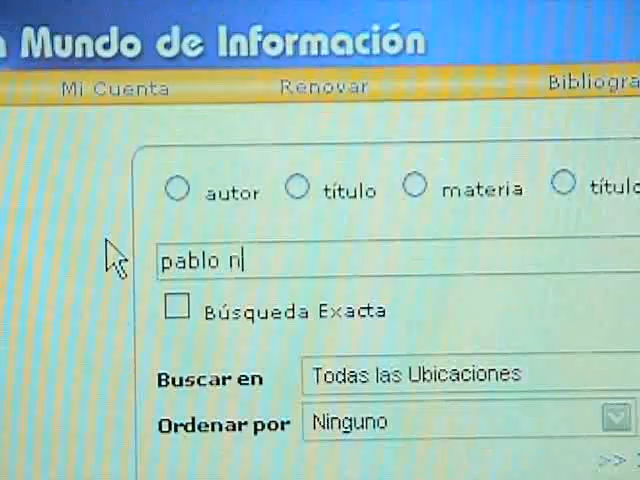 Mundo de Información
Mi Cuenta Renovar
autor título materia
pablo n
Búsqueda Exacta
Buscar en Todas las Ubicaciones
Ordenar por Ninguno
>>